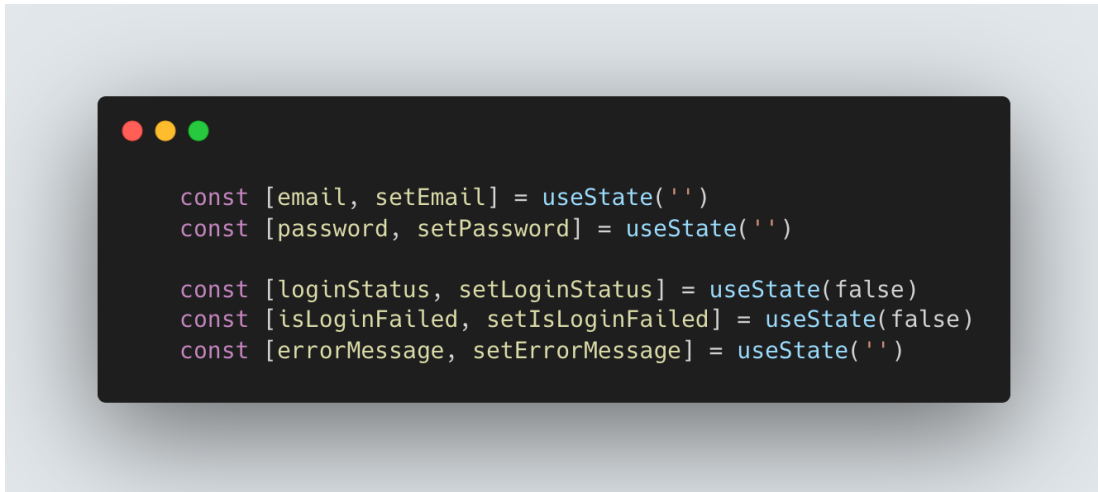 const [email, setEmail] = useState('')
const [password, setPassword] = useState('')
const [loginStatus, setLoginStatus] = useState(false)
const [isLoginFailed, setIsLoginFailed] = useState(false)
const [errorMessage, setErrorMessage] = useState('')